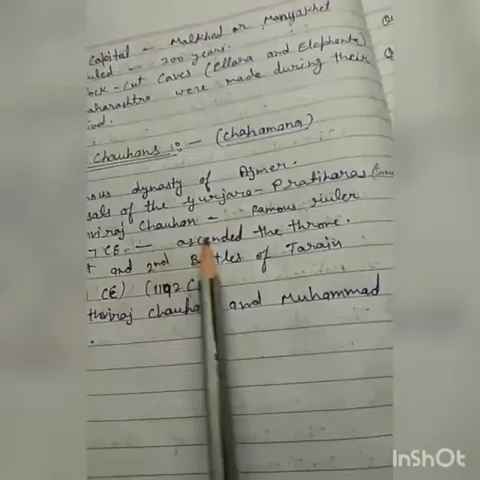 Capital - Malkhed or Manyakhet
uled - 200 years.
ock-cut caves (Ellora and Elephanta)
aharashtra were made during their
iod.
Chauhans :- (Chahamana)
ous dynasty of Ajmer.
sals of the Gurjara-Pratiharas
viraj Chauhan - famous ruler
7 CE - ascended the throne.
t and 2nd Battles of Tarain
CE) (1192 C
thviraj Chauha and Muhammad
InShOt